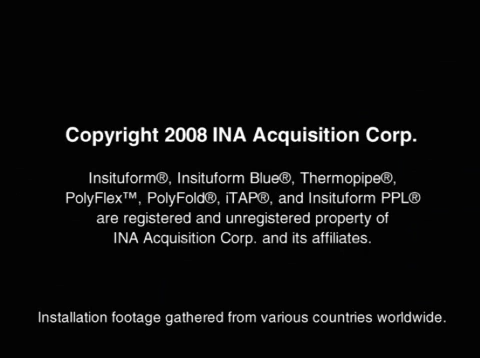 Copyright 2008 INA Acquisition Corp.
Insituform®, Insituform Blue®, Thermopipe®,
PolyFlex™, PolyFold®, iTAP®, and Insituform PPL®
are registered and unregistered property of
INA Acquisition Corp. and its affiliates.
Installation footage gathered from various countries worldwide.